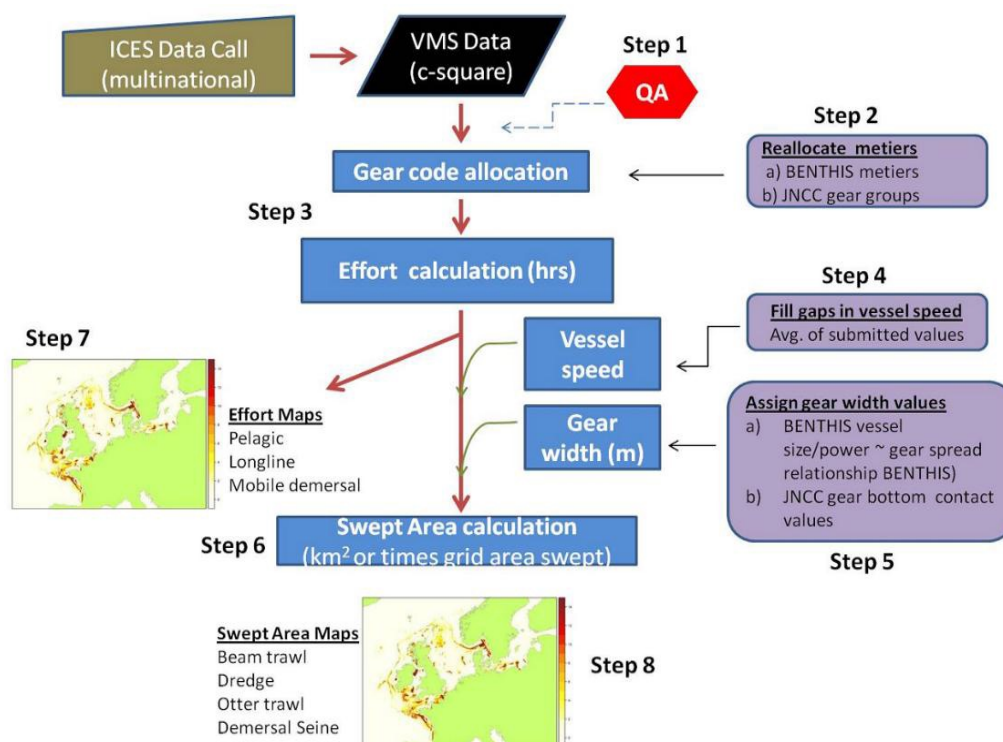 ICES Data Call
(multinational)
VMS Data
(c-square)
Step 1
QA
Step 2
Reallocate metiers
a) BENTHIS metiers
b) JNCC gear groups
Gear code allocation
Step 3
Effort calculation (hrs)
Step 4
Fill gaps in vessel speed
Avg. of submitted values
Vessel
speed
Step 7
Effort Maps
Pelagic
Longline
Mobile demersal
Gear
width (m)
Assign gear width values
a) BENTHIS vessel
size/power ~ gear spread
relationship BENTHIS)
b) JNCC gear bottom contact
values
Step 5
Step 6
Swept Area calculation
(km² or times grid area swept)
Swept Area Maps
Beam trawl
Dredge
Otter trawl
Demersal Seine
Step 8